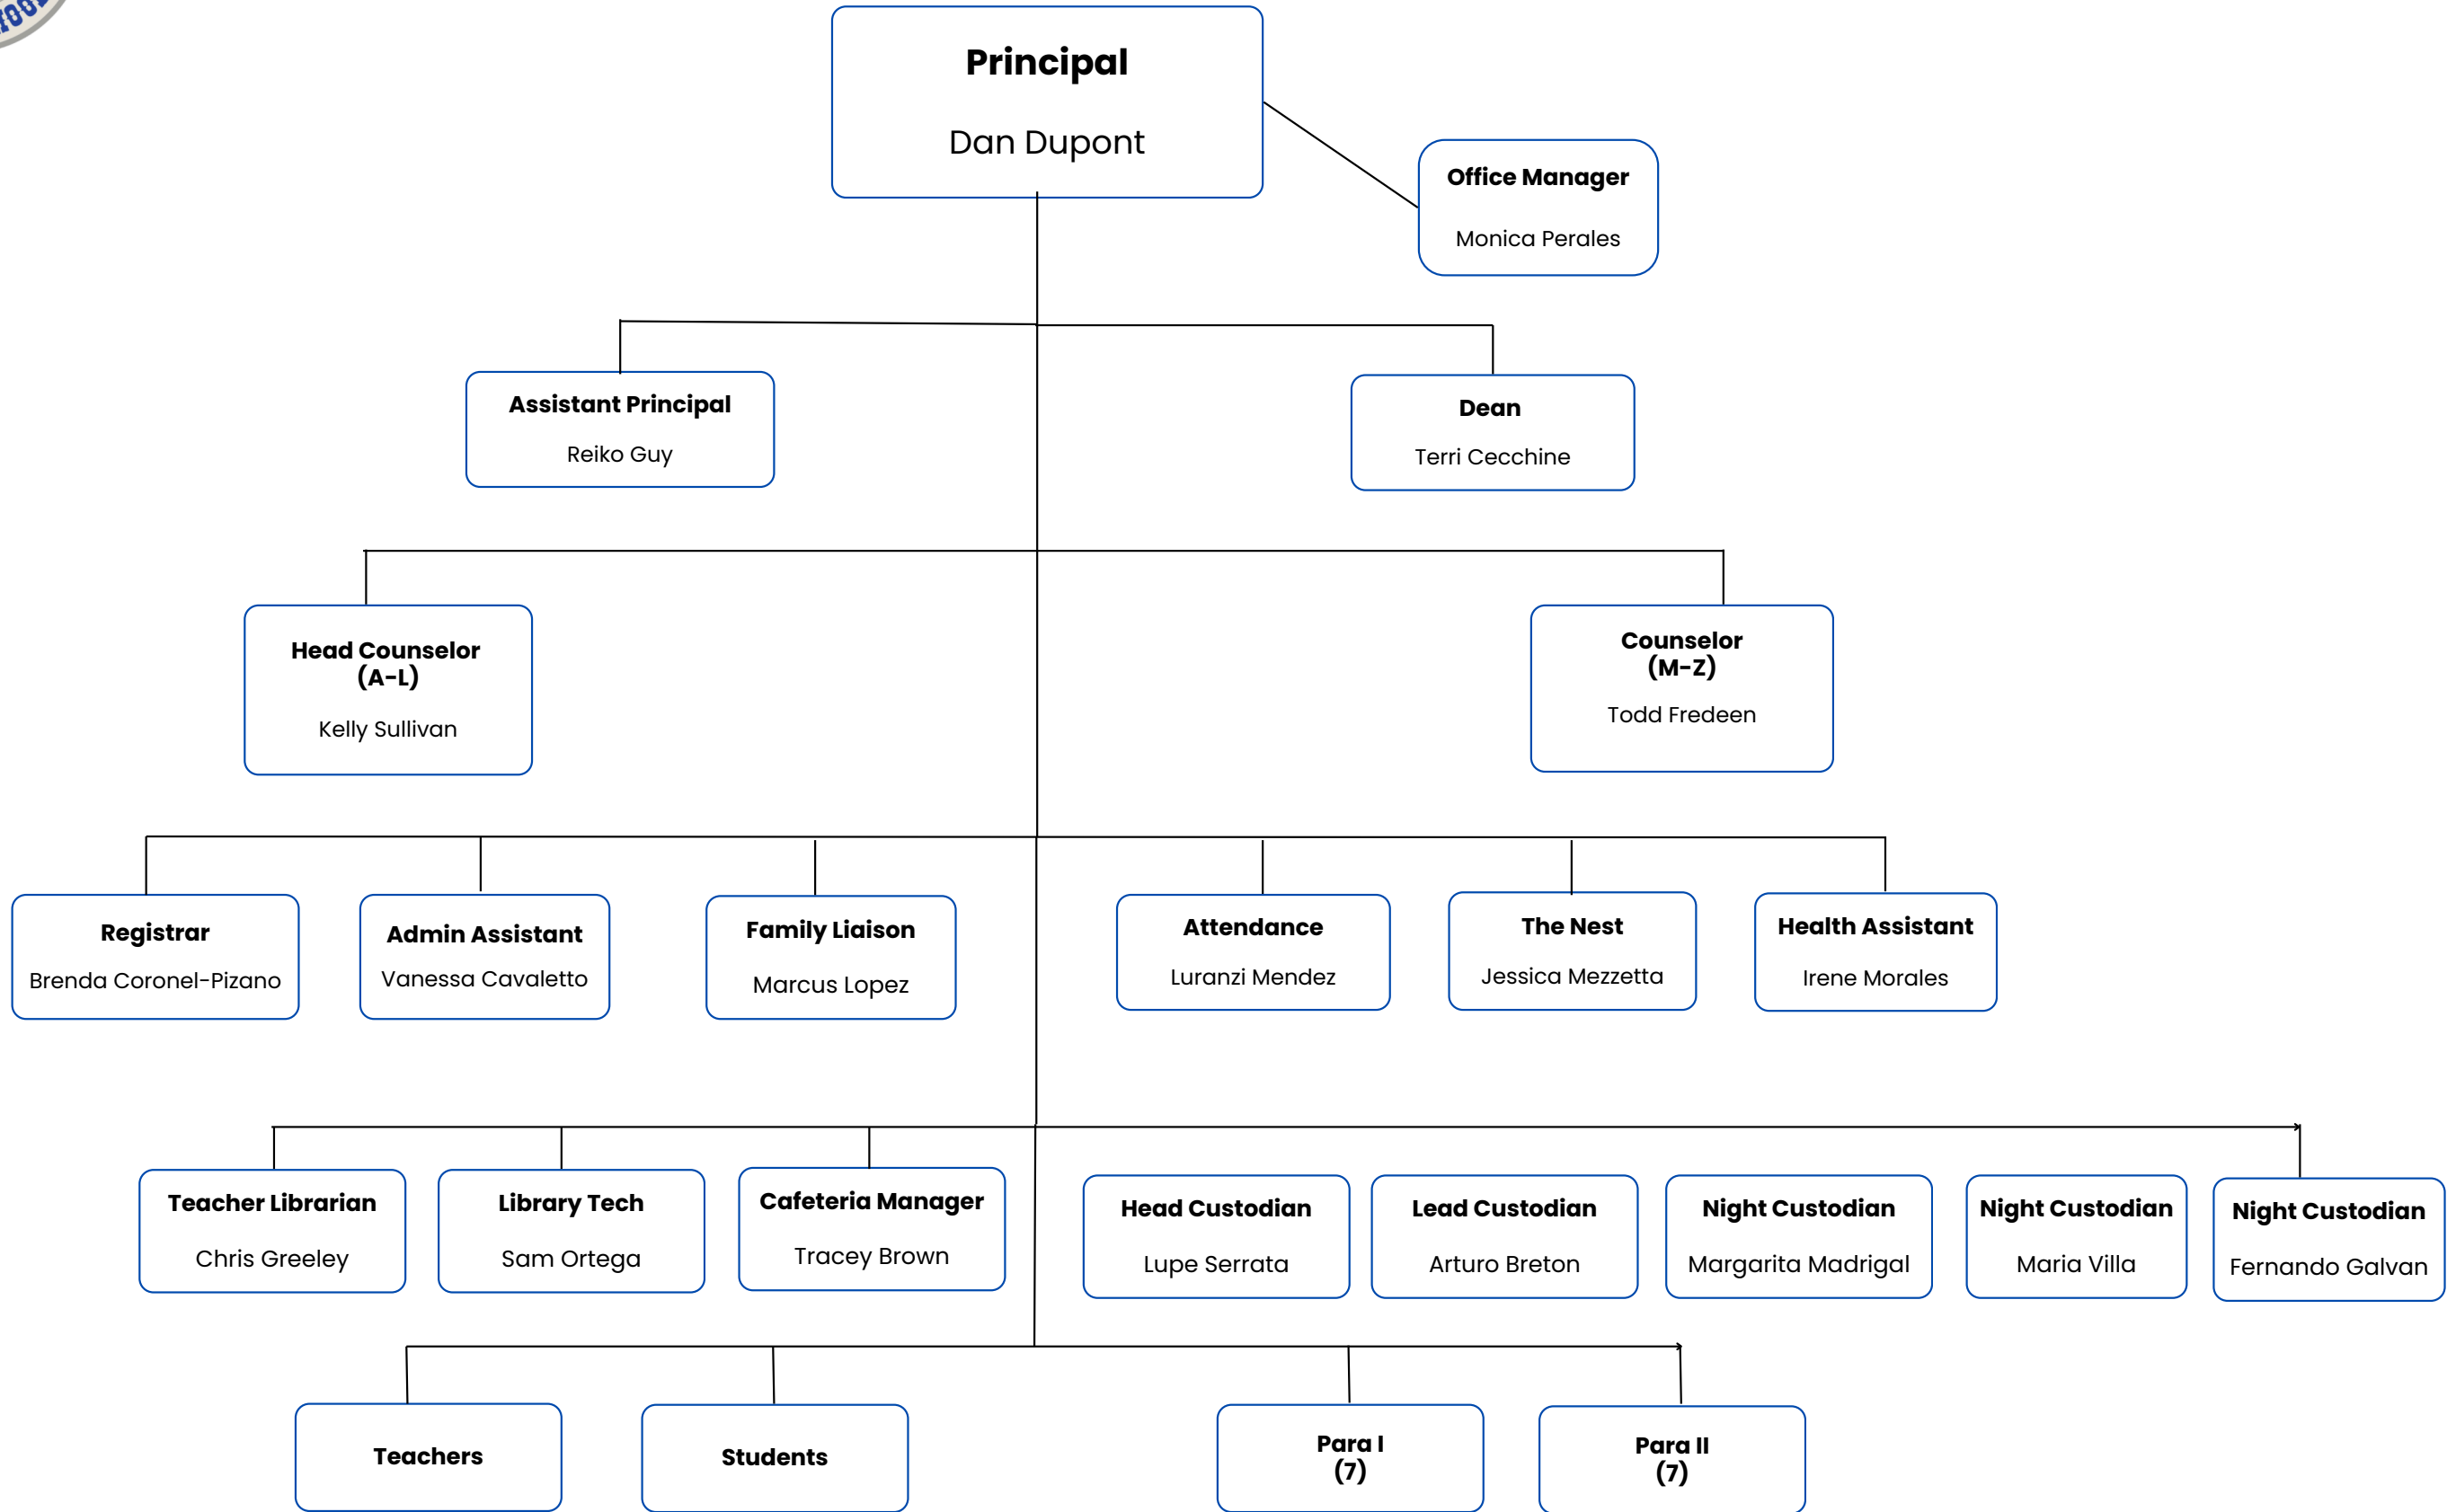 Principal
Dan Dupont
Office Manager
Monica Perales
Assistant Principal
Reiko Guy
Dean
Terri Cecchine
Head Counselor
(A-L)
Kelly Sullivan
Counselor
(M-Z)
Todd Fredeen
Registrar
Brenda Coronel-Pizano
Admin Assistant
Vanessa Cavaletto
Family Liaison
Marcus Lopez
Attendance
Luranzi Mendez
The Nest
Jessica Mezzetta
Health Assistant
Irene Morales
Teacher Librarian
Chris Greeley
Library Tech
Sam Ortega
Cafeteria Manager
Tracey Brown
Head Custodian
Lupe Serrata
Lead Custodian
Arturo Breton
Night Custodian
Margarita Madrigal
Night Custodian
Maria Villa
Night Custodian
Fernando Galvan
Teachers
Students
Para I
(7)
Para II
(7)